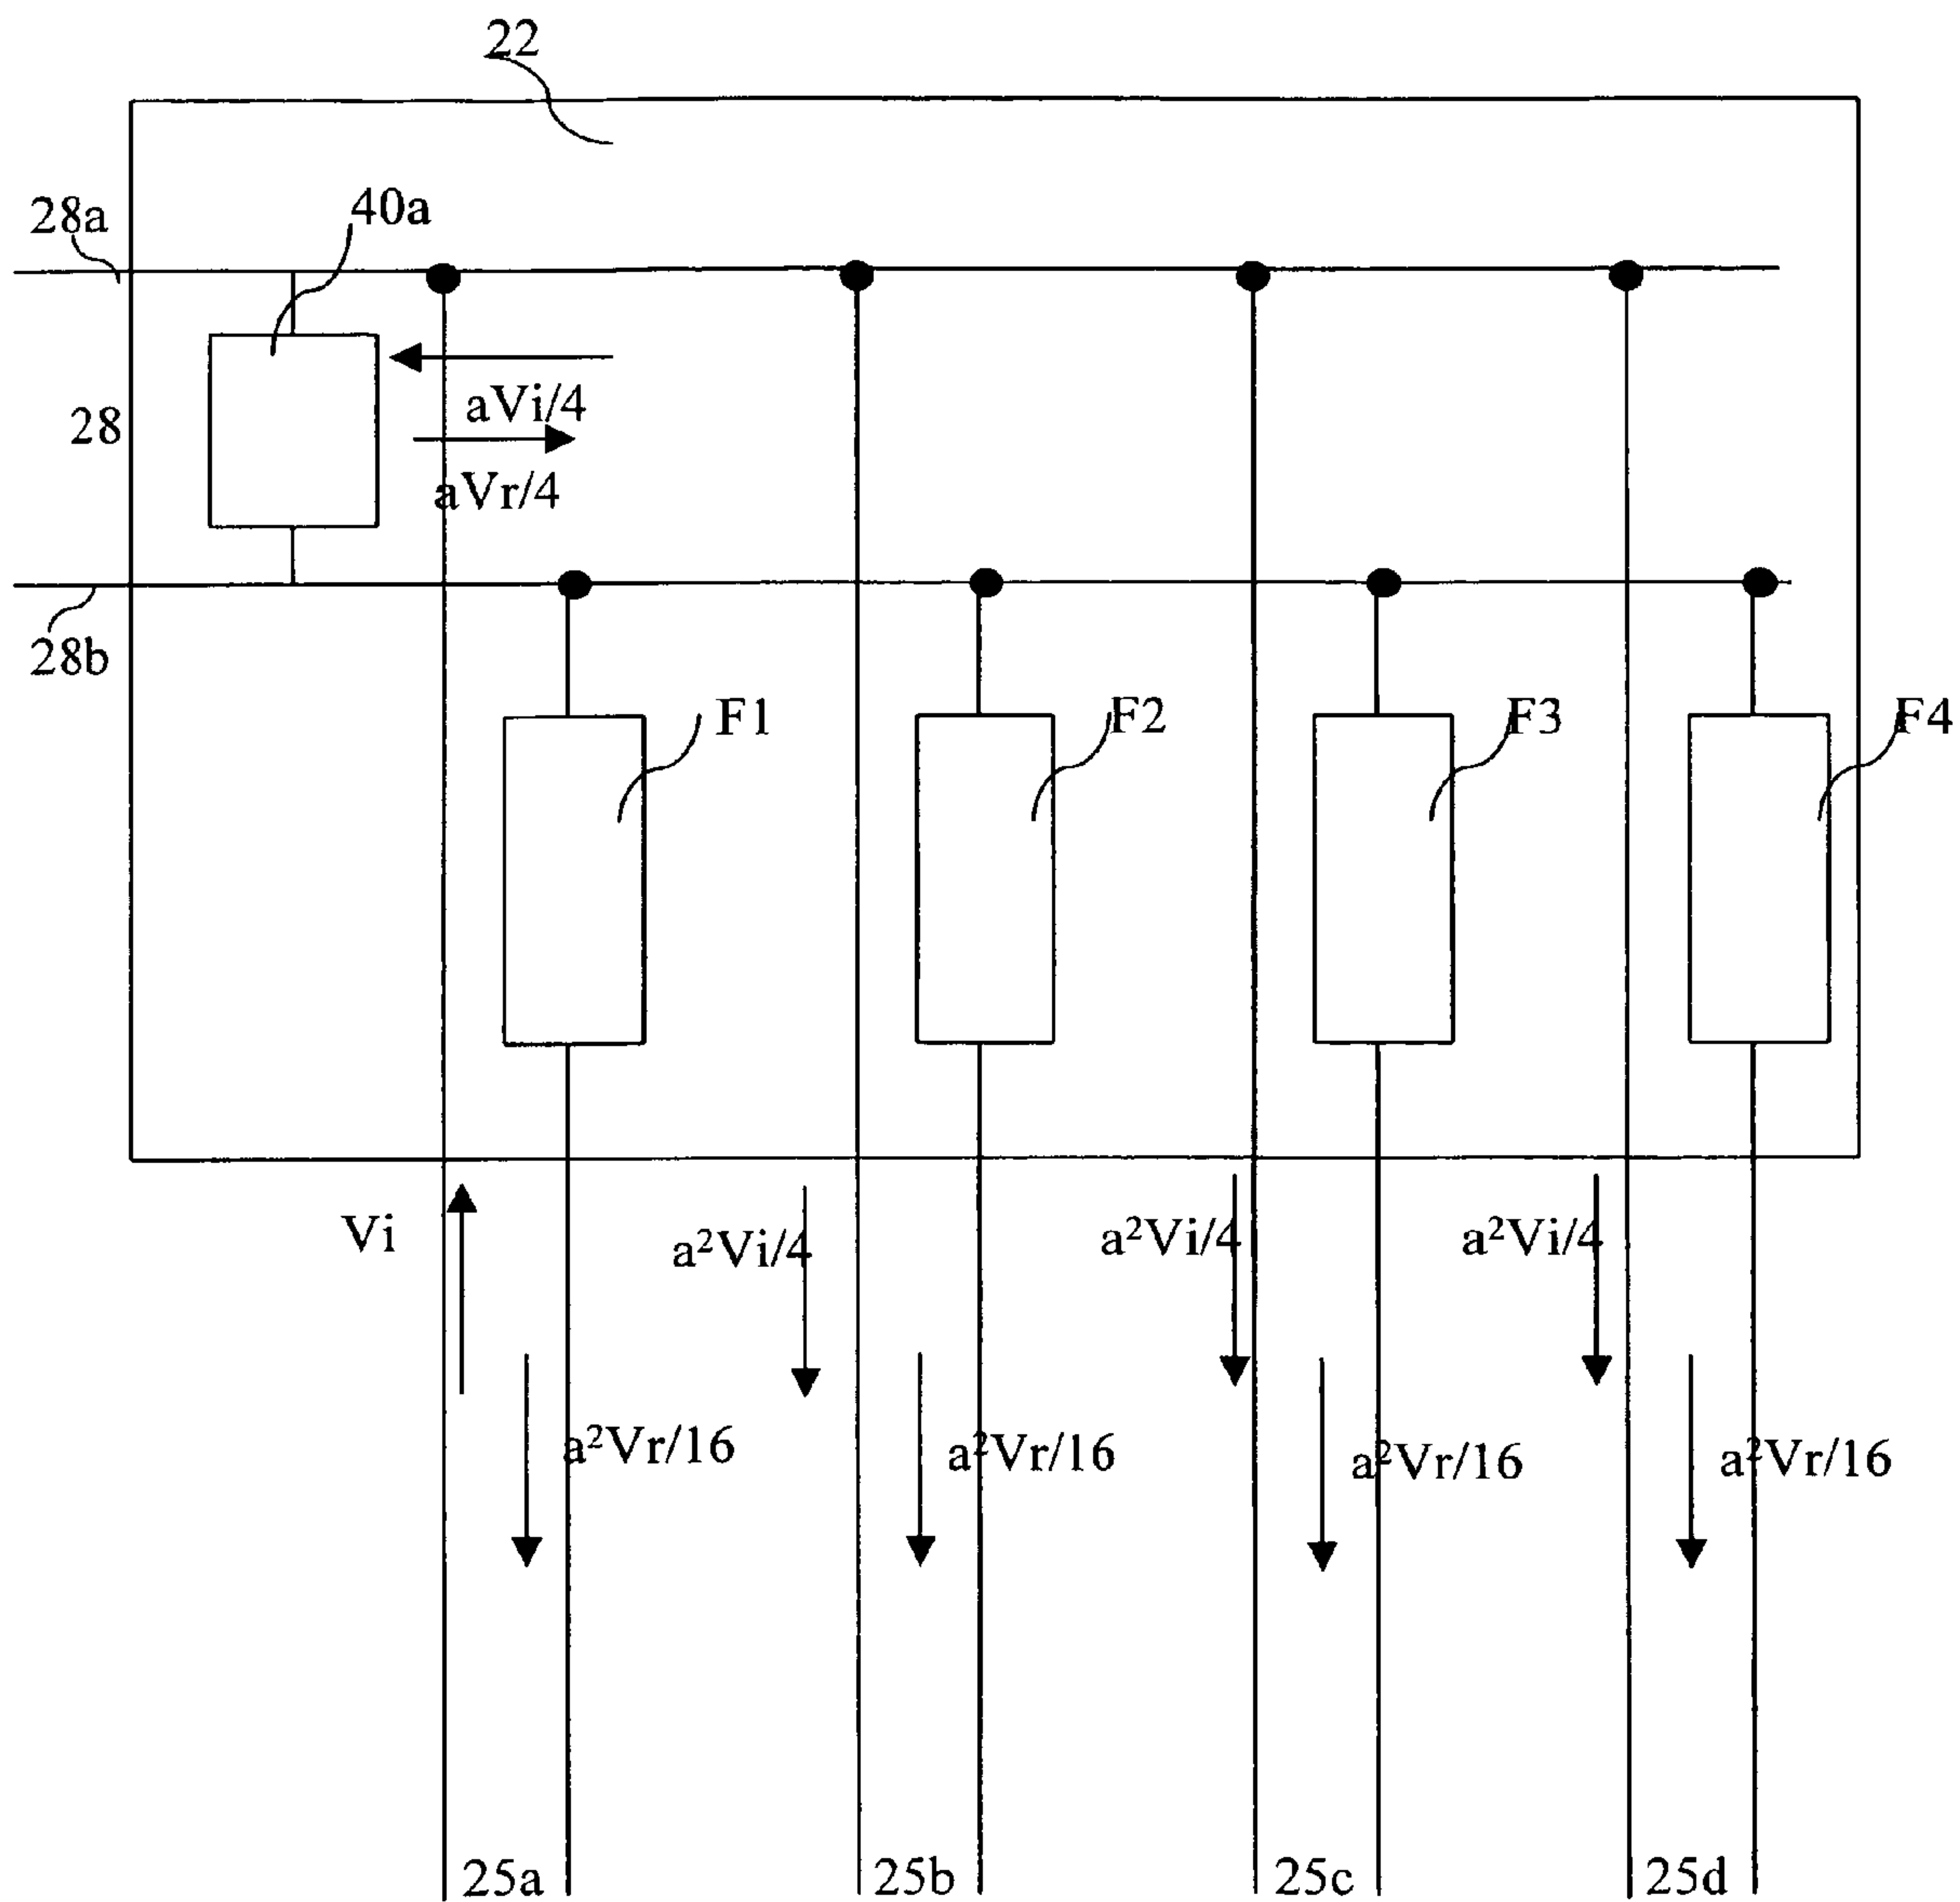 22
28a
40a
aVi/4
28
aVr/4
28b
F1
F2
F3
F4
Vi
a²Vi/4
a²Vi/4
a²Vi/4
a²Vr/16
a²Vr/16
a²Vr/16
a²Vr/16
25a
25b
25c
25d